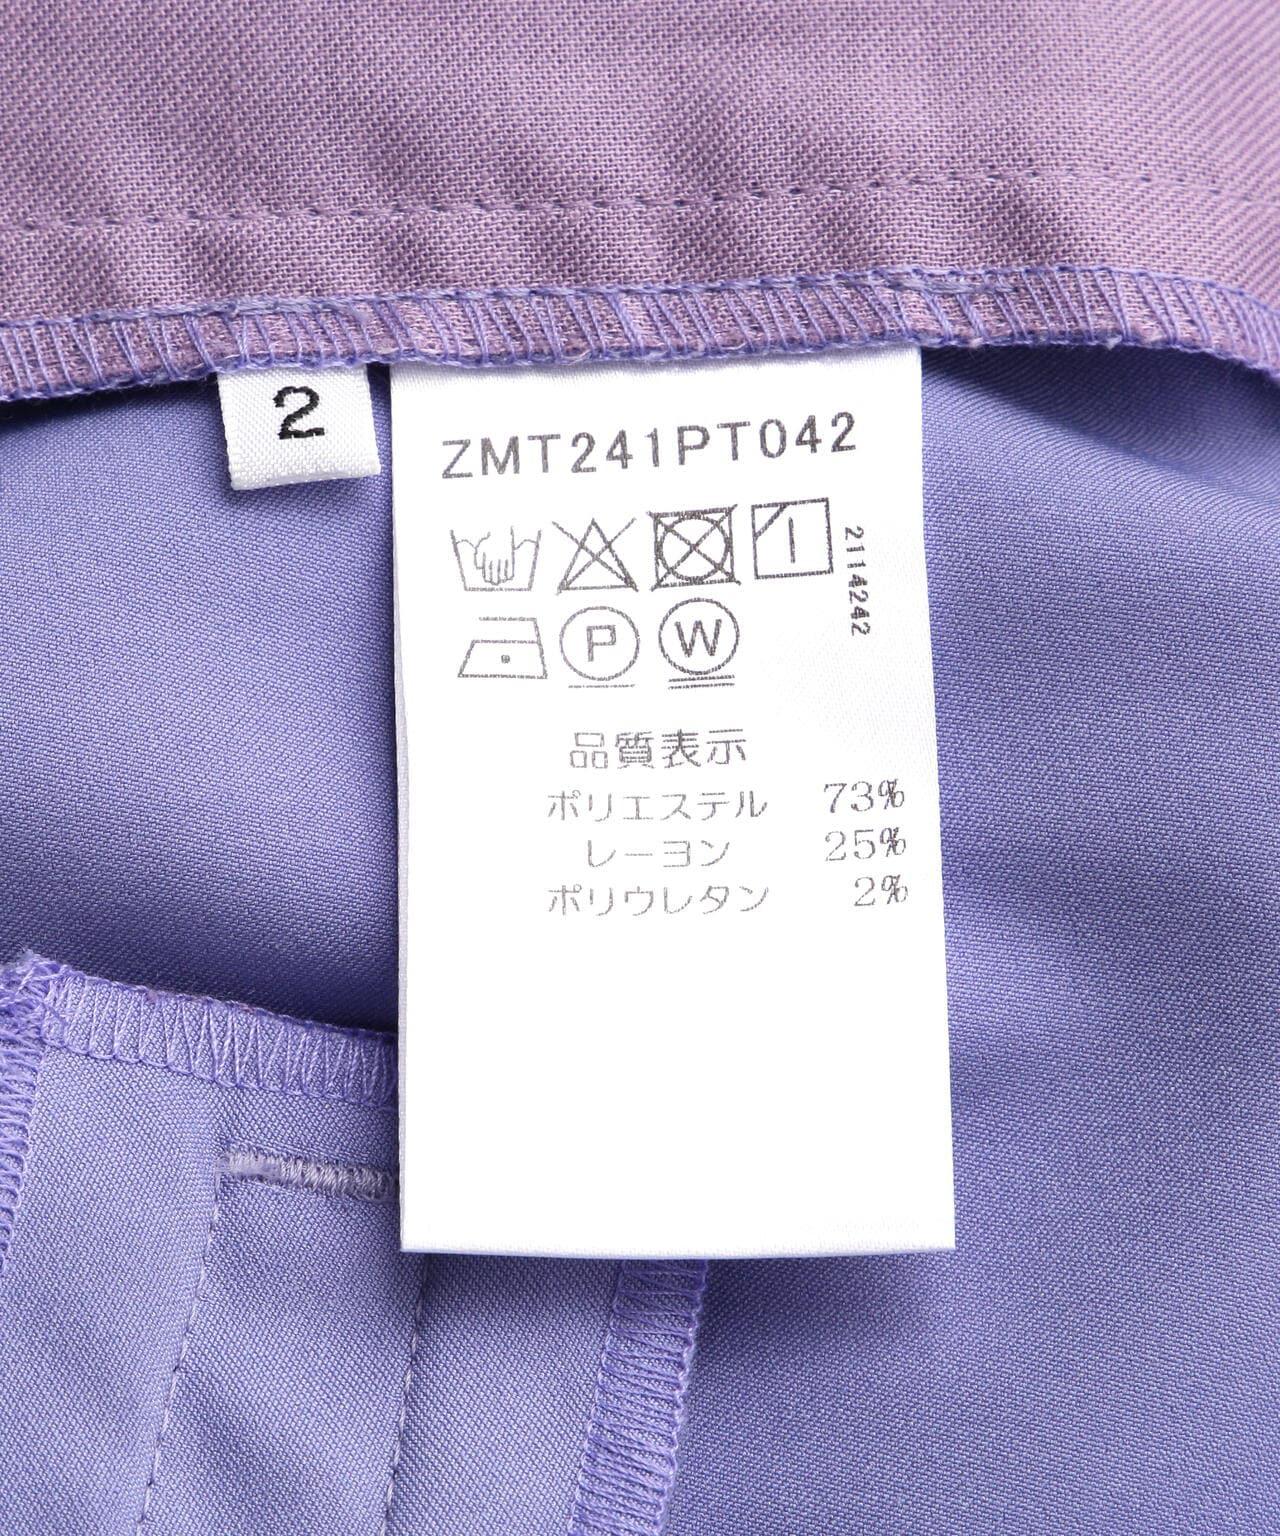 2
ZMT241PT042
2114242
P W
品質表示
ポリエステル 73%
レーヨン 25%
ポリウレタン 2%